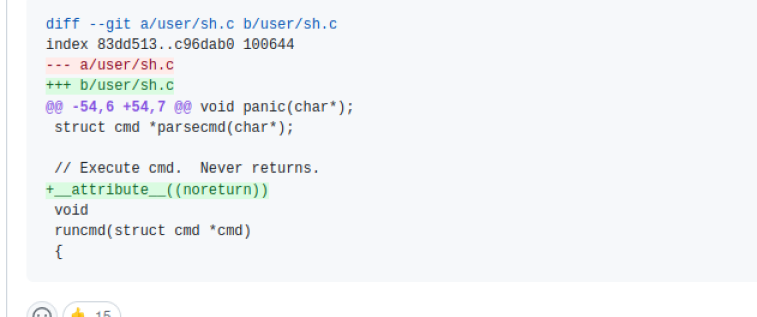 diff --git a/user/sh.c b/user/sh.c
index 83dd513..c96dab0 100644
--- a/user/sh.c
+++ b/user/sh.c
@@ -54,6 +54,7 @@ void panic(char*);
 struct cmd *parsecmd(char*);

 // Execute cmd.  Never returns.
+__attribute__((noreturn))
 void
 runcmd(struct cmd *cmd)
 {
15